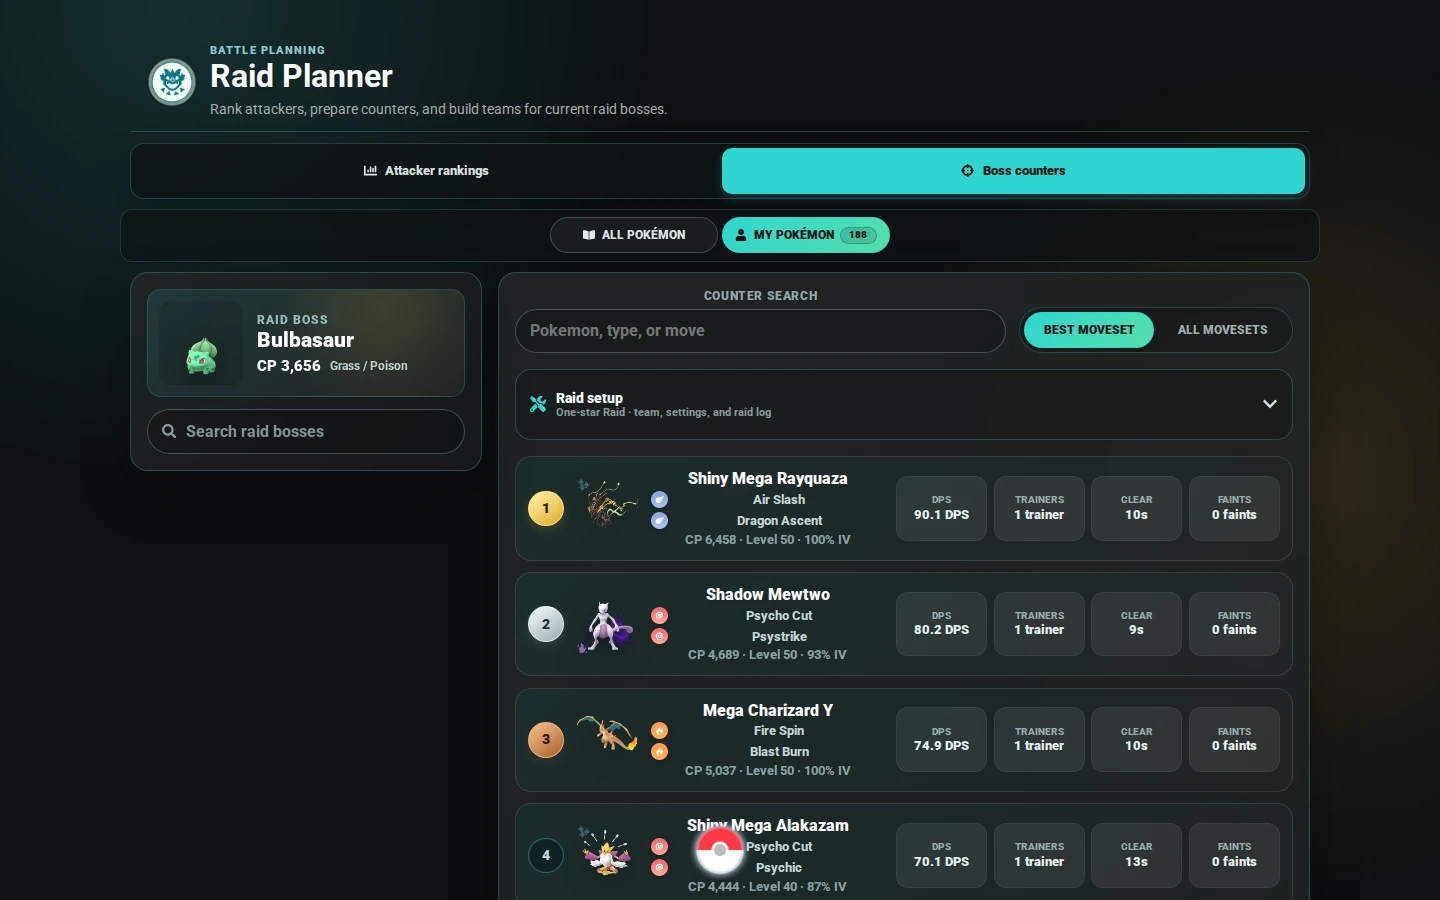 BATTLE PLANNING
Raid Planner
Rank attackers, prepare counters, and build teams for current raid bosses.
Attacker rankings
Boss counters
ALL POKÉMON
MY POKÉMON 188
RAID BOSS
Bulbasaur
CP 3,656 Grass / Poison
Search raid bosses
COUNTER SEARCH
Pokemon, type, or move
BEST MOVESET
ALL MOVESETS
Raid setup
One-star Raid · team, settings, and raid log
1
Shiny Mega Rayquaza
Air Slash
Dragon Ascent
CP 6,458 · Level 50 · 100% IV
DPS
90.1 DPS
TRAINERS
1 trainer
CLEAR
10s
FAINTS
0 faints
2
Shadow Mewtwo
Psycho Cut
Psystrike
CP 4,689 · Level 50 · 93% IV
DPS
80.2 DPS
TRAINERS
1 trainer
CLEAR
9s
FAINTS
0 faints
3
Mega Charizard Y
Fire Spin
Blast Burn
CP 5,037 · Level 50 · 100% IV
DPS
74.9 DPS
TRAINERS
1 trainer
CLEAR
10s
FAINTS
0 faints
4
Shiny Mega Alakazam
Psycho Cut
Psychic
CP 4,444 · Level 40 · 87% IV
DPS
70.1 DPS
TRAINERS
1 trainer
CLEAR
13s
FAINTS
0 faints